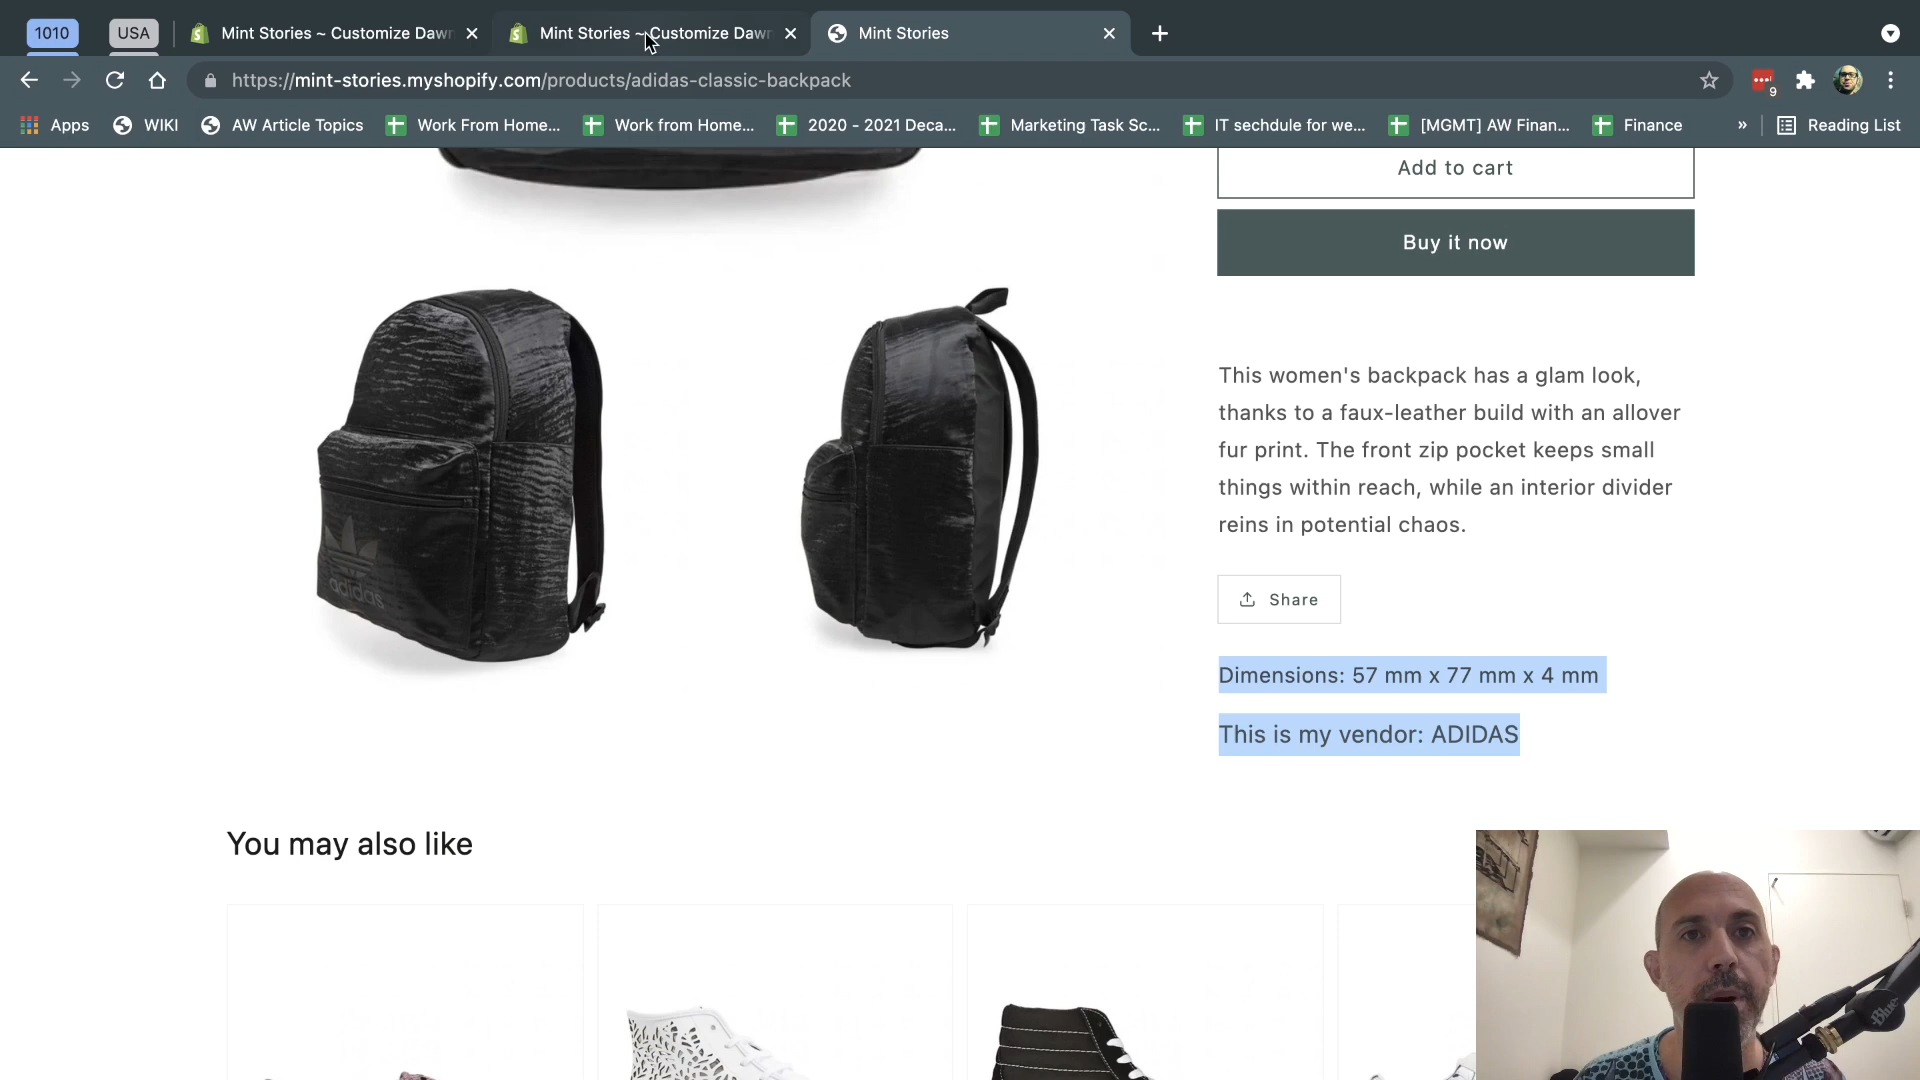 1010
USA
Mint Stories ~ Customize Dawn
Mint Stories ~ Customize Dawn
Mint Stories
https://mint-stories.myshopify.com/products/adidas-classic-backpack
9
Apps
WIKI
AW Article Topics
Work From Home...
Work from Home...
2020 - 2021 Deca...
Marketing Task Sc...
IT sechdule for we...
[MGMT] AW Finan...
Finance
»
Reading List
Add to cart
Buy it now
This women's backpack has a glam look,
thanks to a faux-leather build with an allover
fur print. The front zip pocket keeps small
things within reach, while an interior divider
reins in potential chaos.
Share
Dimensions: 57 mm x 77 mm x 4 mm
This is my vendor: ADIDAS
adidas
You may also like
Blue